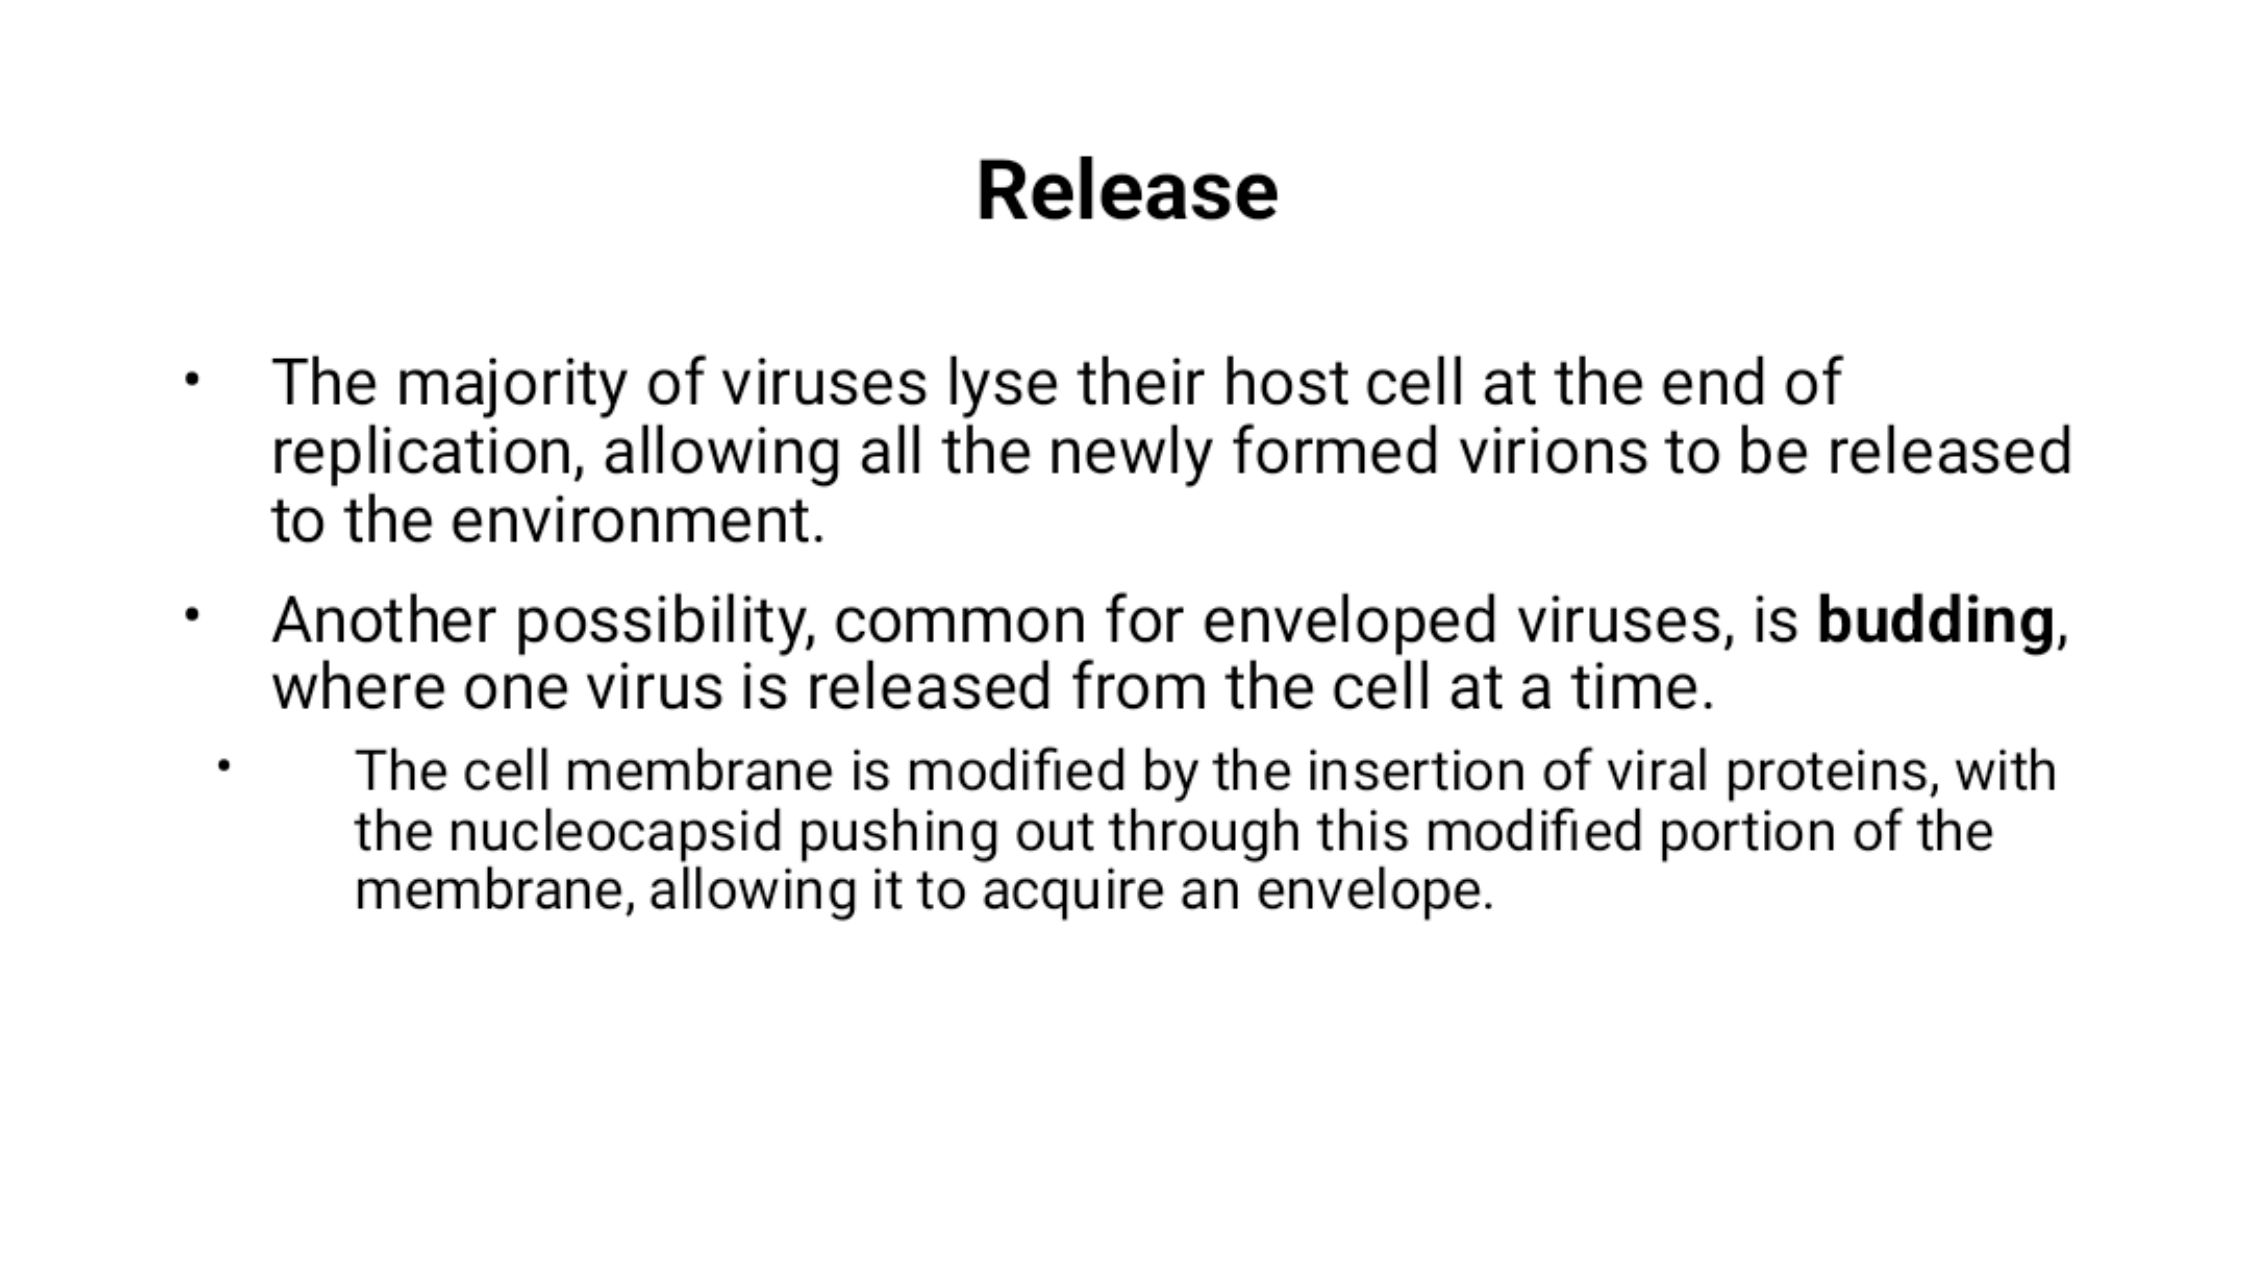 Release
• The majority of viruses lyse their host cell at the end of
replication, allowing all the newly formed virions to be released
to the environment.
• Another possibility, common for enveloped viruses, is budding,
where one virus is released from the cell at a time.
• The cell membrane is modified by the insertion of viral proteins, with
the nucleocapsid pushing out through this modified portion of the
membrane, allowing it to acquire an envelope.